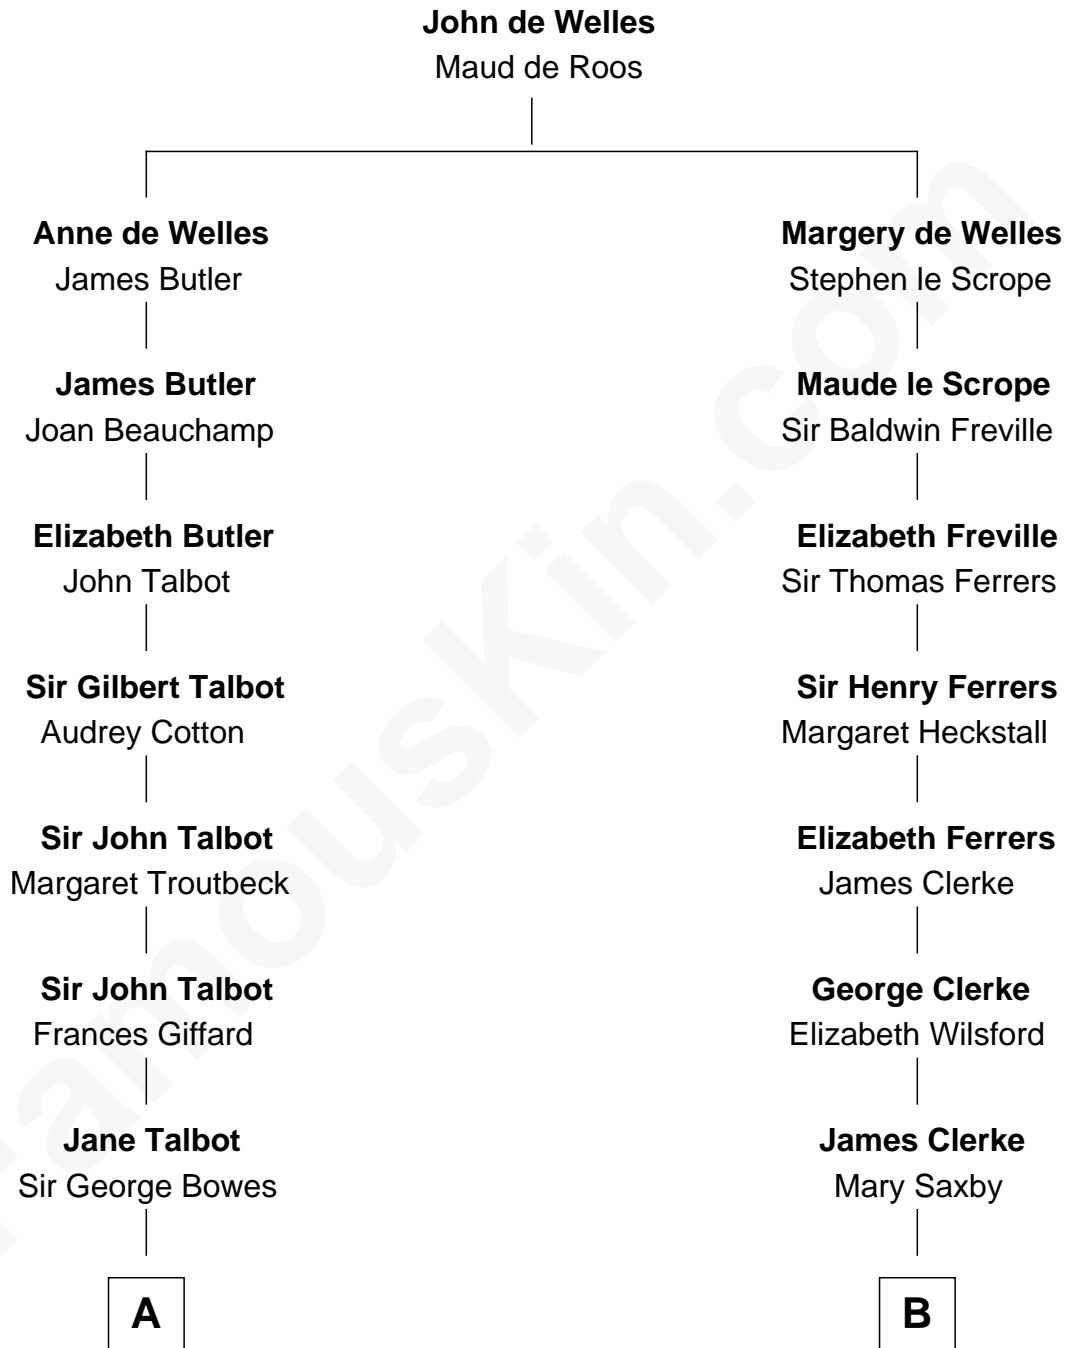 John de Welles
Maud de Roos
Anne de Welles
James Butler
Margery de Welles
Stephen le Scrope
James Butler
Joan Beauchamp
Maude le Scrope
Sir Baldwin Freville
Elizabeth Butler
John Talbot
Elizabeth Freville
Sir Thomas Ferrers
Sir Gilbert Talbot
Audrey Cotton
Sir Henry Ferrers
Margaret Heckstall
Sir John Talbot
Margaret Troutbeck
Elizabeth Ferrers
James Clerke
Sir John Talbot
Frances Giffard
George Clerke
Elizabeth Wilsford
Jane Talbot
Sir George Bowes
James Clerke
Mary Saxby
A
B
FamousKin.com